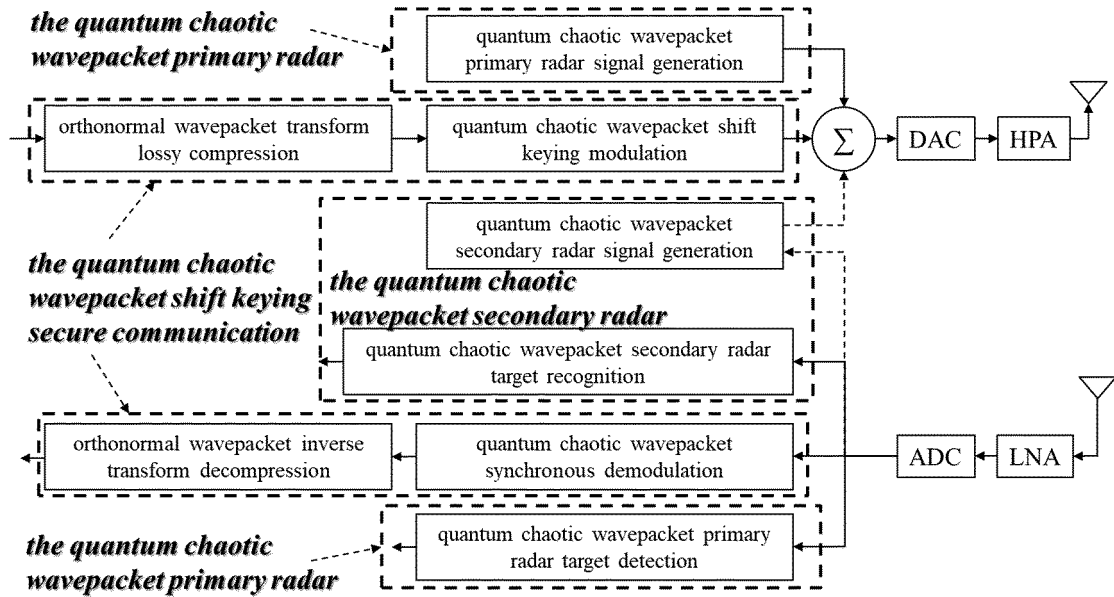 the quantum chaotic
wavepacket primary radar
quantum chaotic wavepacket
primary radar signal generation
orthonormal wavepacket transform
lossy compression
quantum chaotic wavepacket shift
keying modulation
Σ
DAC
HPA
quantum chaotic wavepacket
secondary radar signal generation
the quantum chaotic
wavepacket shift keying
secure communication
the quantum chaotic
wavepacket secondary radar
quantum chaotic wavepacket secondary radar
target recognition
orthonormal wavepacket inverse
transform decompression
quantum chaotic wavepacket
synchronous demodulation
ADC
LNA
the quantum chaotic
wavepacket primary radar
quantum chaotic wavepacket primary
radar target detection